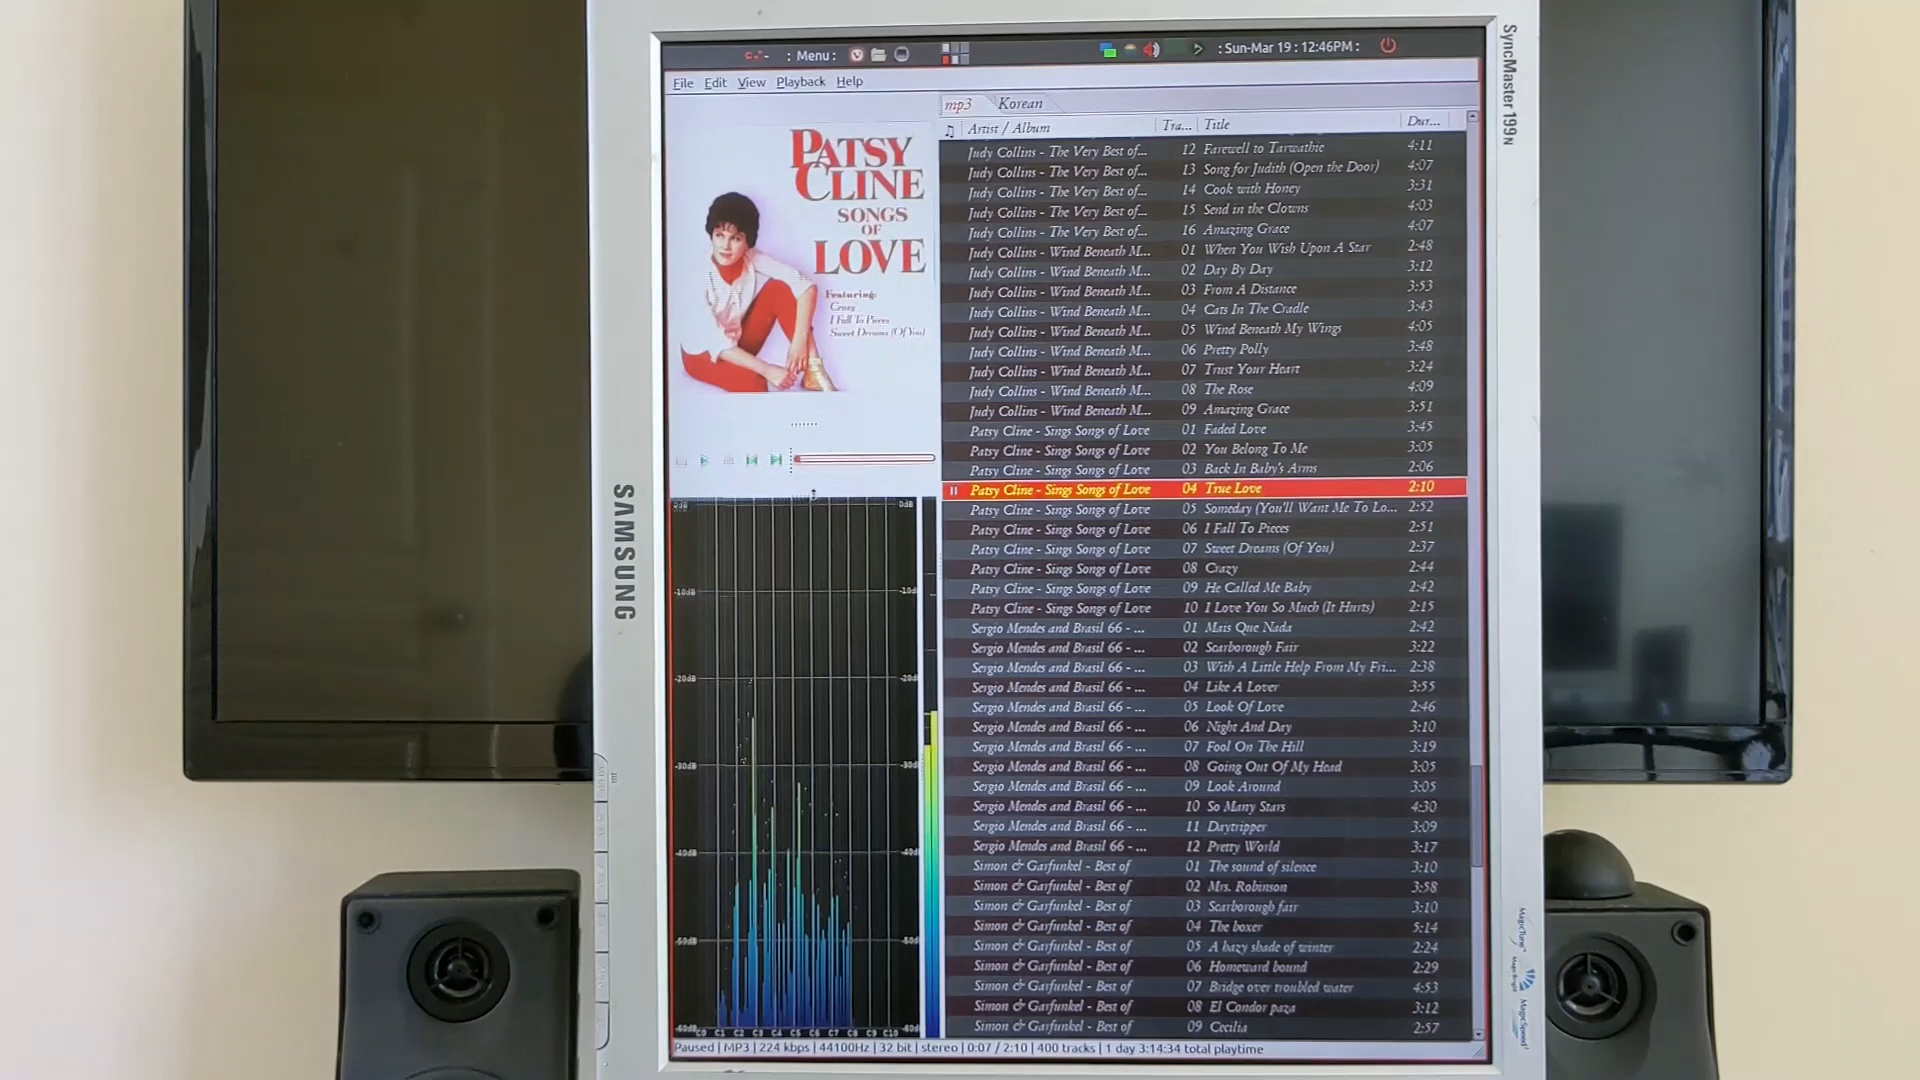 : Menu :
: Sun-Mar 19 : 12:46PM :
File Edit View Playback Help
PATSY
CLINE
SONGS
OF
LOVE
Featuring:
Crazy
I Fall To Pieces
Sweet Dreams (Of You)
mp3 Korean
Artist / Album Tra... Title Dur...
Judy Collins - The Very Best of... 12 Farewell to Tarwathie 4:11
Judy Collins - The Very Best of... 13 Song for Judith (Open the Door) 4:07
Judy Collins - The Very Best of... 14 Cook with Honey 3:31
Judy Collins - The Very Best of... 15 Send in the Clowns 4:03
Judy Collins - The Very Best of... 16 Amazing Grace 4:07
Judy Collins - Wind Beneath M... 01 When You Wish Upon A Star 2:48
Judy Collins - Wind Beneath M... 02 Day By Day 3:12
Judy Collins - Wind Beneath M... 03 From A Distance 3:53
Judy Collins - Wind Beneath M... 04 Cats In The Cradle 3:43
Judy Collins - Wind Beneath M... 05 Wind Beneath My Wings 4:05
Judy Collins - Wind Beneath M... 06 Pretty Polly 3:48
Judy Collins - Wind Beneath M... 07 Trust Your Heart 3:24
Judy Collins - Wind Beneath M... 08 The Rose 4:09
Judy Collins - Wind Beneath M... 09 Amazing Grace 3:51
Patsy Cline - Sings Songs of Love 01 Faded Love 3:45
Patsy Cline - Sings Songs of Love 02 You Belong To Me 3:05
Patsy Cline - Sings Songs of Love 03 Back In Baby's Arms 2:06
Patsy Cline - Sings Songs of Love 04 True Love 2:10
Patsy Cline - Sings Songs of Love 05 Someday (You'll Want Me To Lo... 2:52
Patsy Cline - Sings Songs of Love 06 I Fall To Pieces 2:51
Patsy Cline - Sings Songs of Love 07 Sweet Dreams (Of You) 2:37
Patsy Cline - Sings Songs of Love 08 Crazy 2:44
Patsy Cline - Sings Songs of Love 09 He Called Me Baby 2:42
Patsy Cline - Sings Songs of Love 10 I Love You So Much (It Hurts) 2:15
Sergio Mendes and Brasil 66 - ... 01 Mais Que Nada 2:42
Sergio Mendes and Brasil 66 - ... 02 Scarborough Fair 3:22
Sergio Mendes and Brasil 66 - ... 03 With A Little Help From My Fri... 2:38
Sergio Mendes and Brasil 66 - ... 04 Like A Lover 3:55
Sergio Mendes and Brasil 66 - ... 05 Look Of Love 2:46
Sergio Mendes and Brasil 66 - ... 06 Night And Day 3:10
Sergio Mendes and Brasil 66 - ... 07 Fool On The Hill 3:19
Sergio Mendes and Brasil 66 - ... 08 Going Out Of My Head 3:05
Sergio Mendes and Brasil 66 - ... 09 Look Around 3:05
Sergio Mendes and Brasil 66 - ... 10 So Many Stars 4:30
Sergio Mendes and Brasil 66 - ... 11 Daytripper 3:09
Sergio Mendes and Brasil 66 - ... 12 Pretty World 3:17
Simon & Garfunkel - Best of 01 The sound of silence 3:10
Simon & Garfunkel - Best of 02 Mrs. Robinson 3:58
Simon & Garfunkel - Best of 03 Scarborough fair 3:10
Simon & Garfunkel - Best of 04 The boxer 5:14
Simon & Garfunkel - Best of 05 A hazy shade of winter 2:24
Simon & Garfunkel - Best of 06 Homeward bound 2:29
Simon & Garfunkel - Best of 07 Bridge over troubled water 4:53
Simon & Garfunkel - Best of 08 El Condor paza 3:12
Simon & Garfunkel - Best of 09 Cecilia 2:57
0dB 0dB
-10dB -10d
-20dB -20d
-30dB -30d
-40dB -40d
-50dB -50d
-60dB -60d
C0 C1 C2 C3 C4 C5 C6 C7 C8 C9 C10
Paused | MP3 | 224 kbps | 44100Hz | 32 bit | stereo | 0:07 / 2:10 | 400 tracks | 1 day 3:14:34 total playtime
SAMSUNG
SyncMaster 199N
MagicTune
MagicBright
MagicSpeed